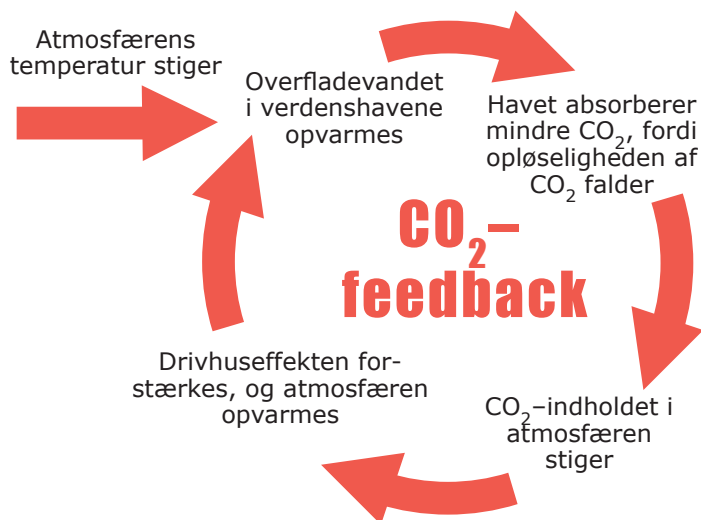 Atmosfærens
temperatur stiger
Overfladevandet
i verdenshavene
opvarmes
Havet absorberer
mindre CO₂, fordi
opløseligheden af
CO₂ falder
CO₂–
feedback
Drivhuseffekten for-
stærkes, og atmosfæren
opvarmes
CO₂–indholdet i
atmosfæren
stiger